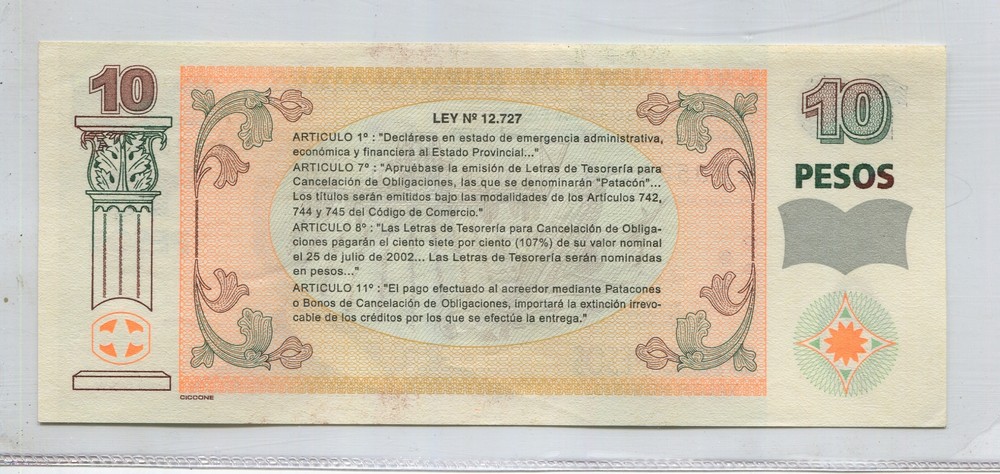 10
10
PESOS
LEY Nº 12.727
ARTICULO 1º : "Declárese en estado de emergencia administrativa,
económica y financiera al Estado Provincial..."
ARTICULO 7º : "Apruébase la emisión de Letras de Tesorería para
Cancelación de Obligaciones, las que se denominarán "Patacón"...
Los títulos serán emitidos bajo las modalidades de los Artículos 742,
744 y 745 del Código de Comercio."
ARTICULO 8º : "Las Letras de Tesorería para Cancelación de Obliga-
ciones pagarán el ciento siete por ciento (107%) de su valor nominal
el 25 de julio de 2002... Las Letras de Tesorería serán nominadas
en pesos..."
ARTICULO 11º : "El pago efectuado al acreedor mediante Patacones
o Bonos de Cancelación de Obligaciones, importará la extinción irrevo-
cable de los créditos por los que se efectúe la entrega."
CICCONE